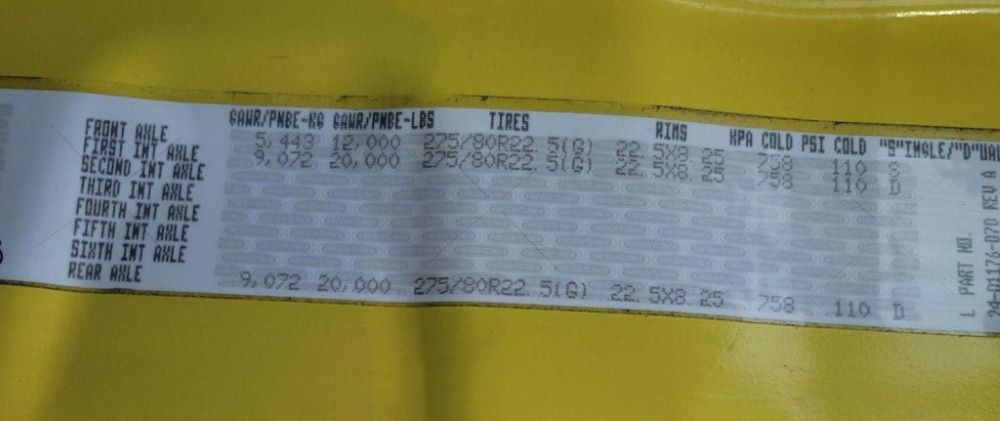 GAWR/PNBE-KG GAWR/PNBE-LBS TIRES RIMS KPA COLD PSI COLD "S"INGLE/"D"UAL
FRONT AXLE 5,443 12,000 275/80R22.5(G) 22.5X8.25 758 110 S
FIRST INT AXLE 9,072 20,000 275/80R22.5(G) 22.5X8.25 758 110 D
SECOND INT AXLE
THIRD INT AXLE
FOURTH INT AXLE
FIFTH INT AXLE
SIXTH INT AXLE
REAR AXLE 9,072 20,000 275/80R22.5(G) 22.5X8.25 758 110 D
L PART NO.
24-01176-070 REV A